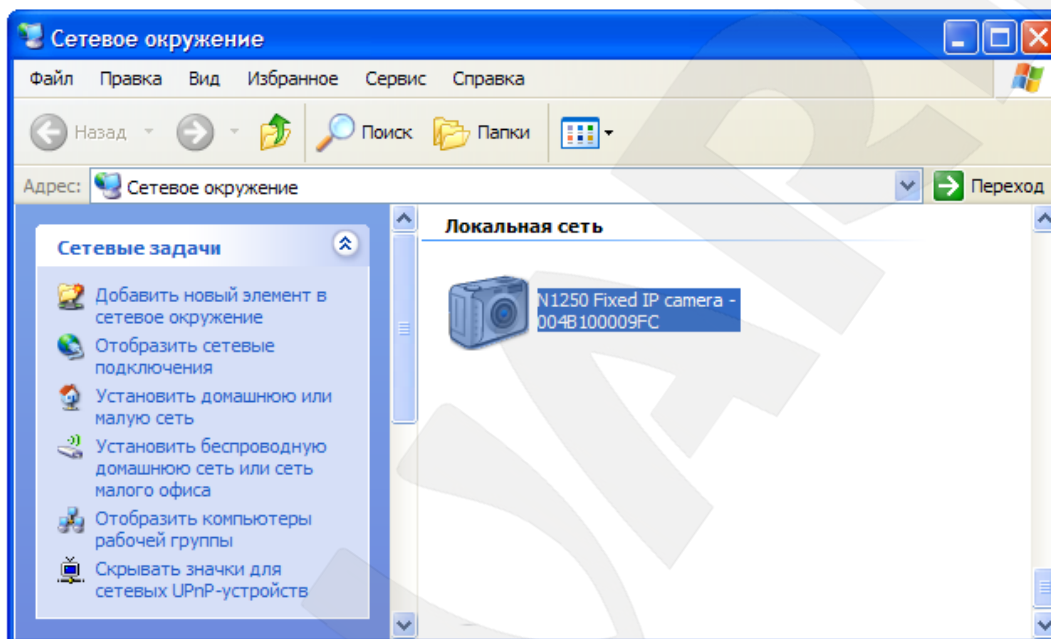 Сетевое окружение
Файл Правка Вид Избранное Сервис Справка
Назад Поиск Папки
Адрес: Сетевое окружение Переход
Сетевые задачи
Добавить новый элемент в
сетевое окружение
Отобразить сетевые
подключения
Установить домашнюю или
малую сеть
Установить беспроводную
домашнюю сеть или сеть
малого офиса
Отобразить компьютеры
рабочей группы
Скрывать значки для
сетевых UPnP-устройств
Локальная сеть
N1250 Fixed IP camera -
004B100009FC